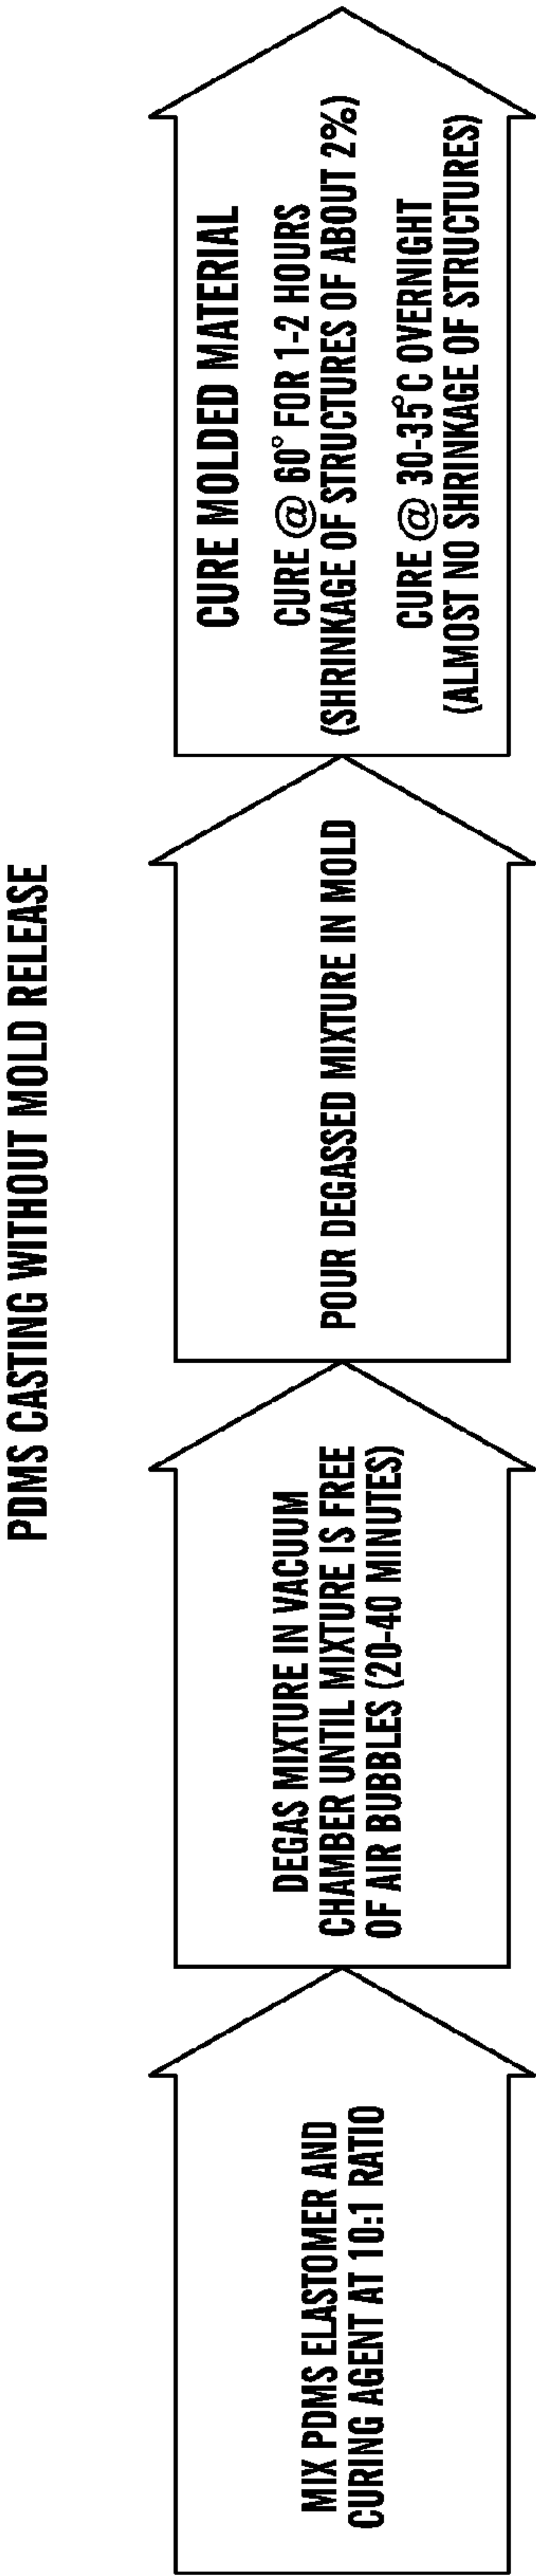 PDMS CASTING WITHOUT MOLD RELEASE
MIX PDMS ELASTOMER AND
CURING AGENT AT 10:1 RATIO
DEGAS MIXTURE IN VACUUM
CHAMBER UNTIL MIXTURE IS FREE
OF AIR BUBBLES (20-40 MINUTES)
POUR DEGASSED MIXTURE IN MOLD
CURE MOLDED MATERIAL
CURE @ 60° FOR 1-2 HOURS
(SHRINKAGE OF STRUCTURES OF ABOUT 2%)
CURE @ 30-35°C OVERNIGHT
(ALMOST NO SHRINKAGE OF STRUCTURES)